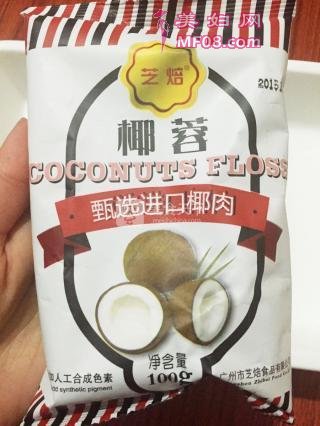 美妇网
MF08.com
芝焙
2015
椰蓉
COCONUTS FLOSS
甄选进口椰肉
净含量
100g
加人工合成色素
add synthetic pigment
广州市芝焙食品有限公